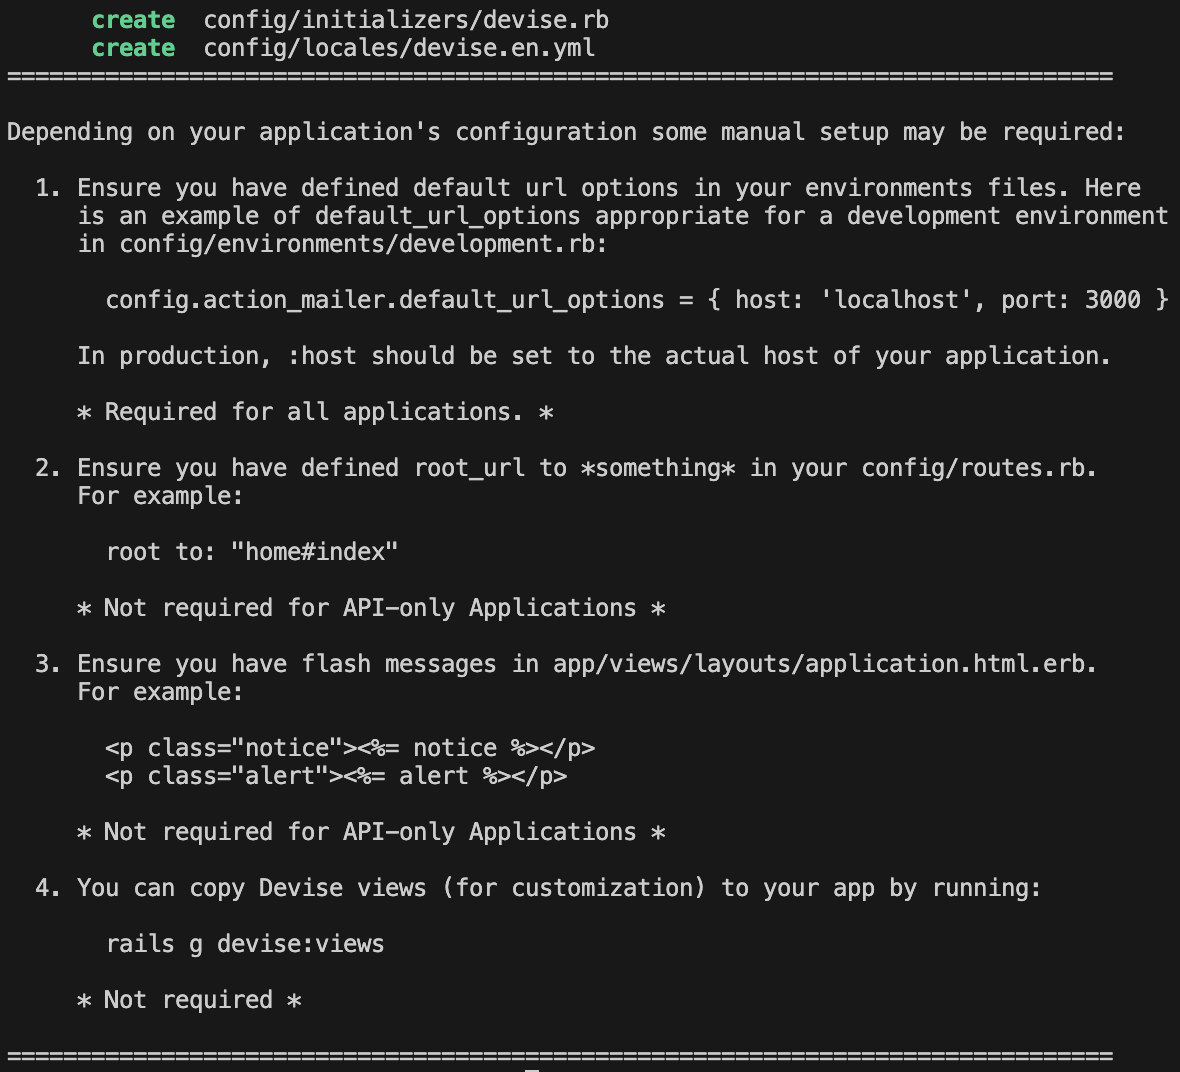 create  config/initializers/devise.rb
create  config/locales/devise.en.yml
===============================================================================
Depending on your application's configuration some manual setup may be required:
1. Ensure you have defined default url options in your environments files. Here
is an example of default_url_options appropriate for a development environment
in config/environments/development.rb:
config.action_mailer.default_url_options = { host: 'localhost', port: 3000 }
In production, :host should be set to the actual host of your application.
* Required for all applications. *
2. Ensure you have defined root_url to *something* in your config/routes.rb.
For example:
root to: "home#index"
* Not required for API-only Applications *
3. Ensure you have flash messages in app/views/layouts/application.html.erb.
For example:
<p class="notice"><%= notice %></p>
<p class="alert"><%= alert %></p>
* Not required for API-only Applications *
4. You can copy Devise views (for customization) to your app by running:
rails g devise:views
* Not required *
===============================================================================